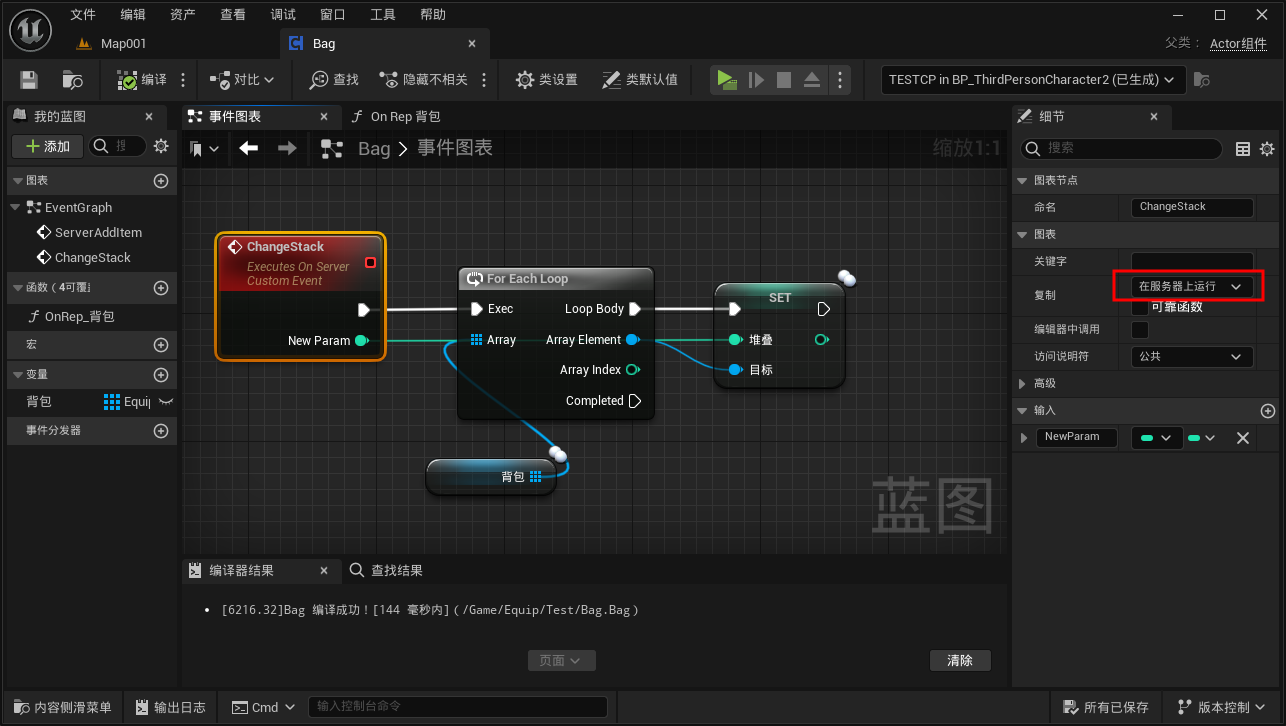 文件 编辑 资产 查看 调试 窗口 工具 帮助
Map001
Bag
父类： Actor组件
编译
对比
查找
隐藏不相关
类设置
类默认值
TESTCP in BP_ThirdPersonCharacter2 (已生成)
我的蓝图
添加
图表
EventGraph
ServerAddItem
ChangeStack
OnRep_背包
宏
变量
背包
事件分发器
事件图表
On Rep 背包
Bag > 事件图表
缩放1:1
ChangeStack
Executes On Server
Custom Event
New Param
For Each Loop
Exec
Loop Body
Array
Array Element
Array Index
Completed
SET
堆叠
目标
背包
蓝图
编译器结果
查找结果
[6216.32]Bag 编译成功！[144 毫秒内]（/Game/Equip/Test/Bag.Bag）
页面
清除
细节
搜索
图表节点
命名
ChangeStack
图表
关键字
复制
在服务器上运行
可靠函数
编辑器中调用
访问说明符
公共
高级
输入
NewParam
内容侧滑菜单
输出日志
Cmd
输入控制台命令
所有已保存
版本控制